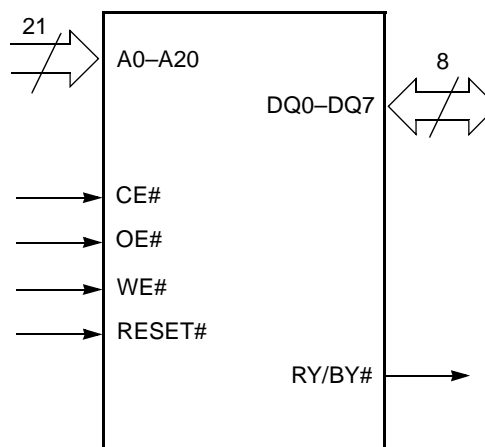 21
A0–A20
8
DQ0–DQ7
CE#
OE#
WE#
RESET#
RY/BY#